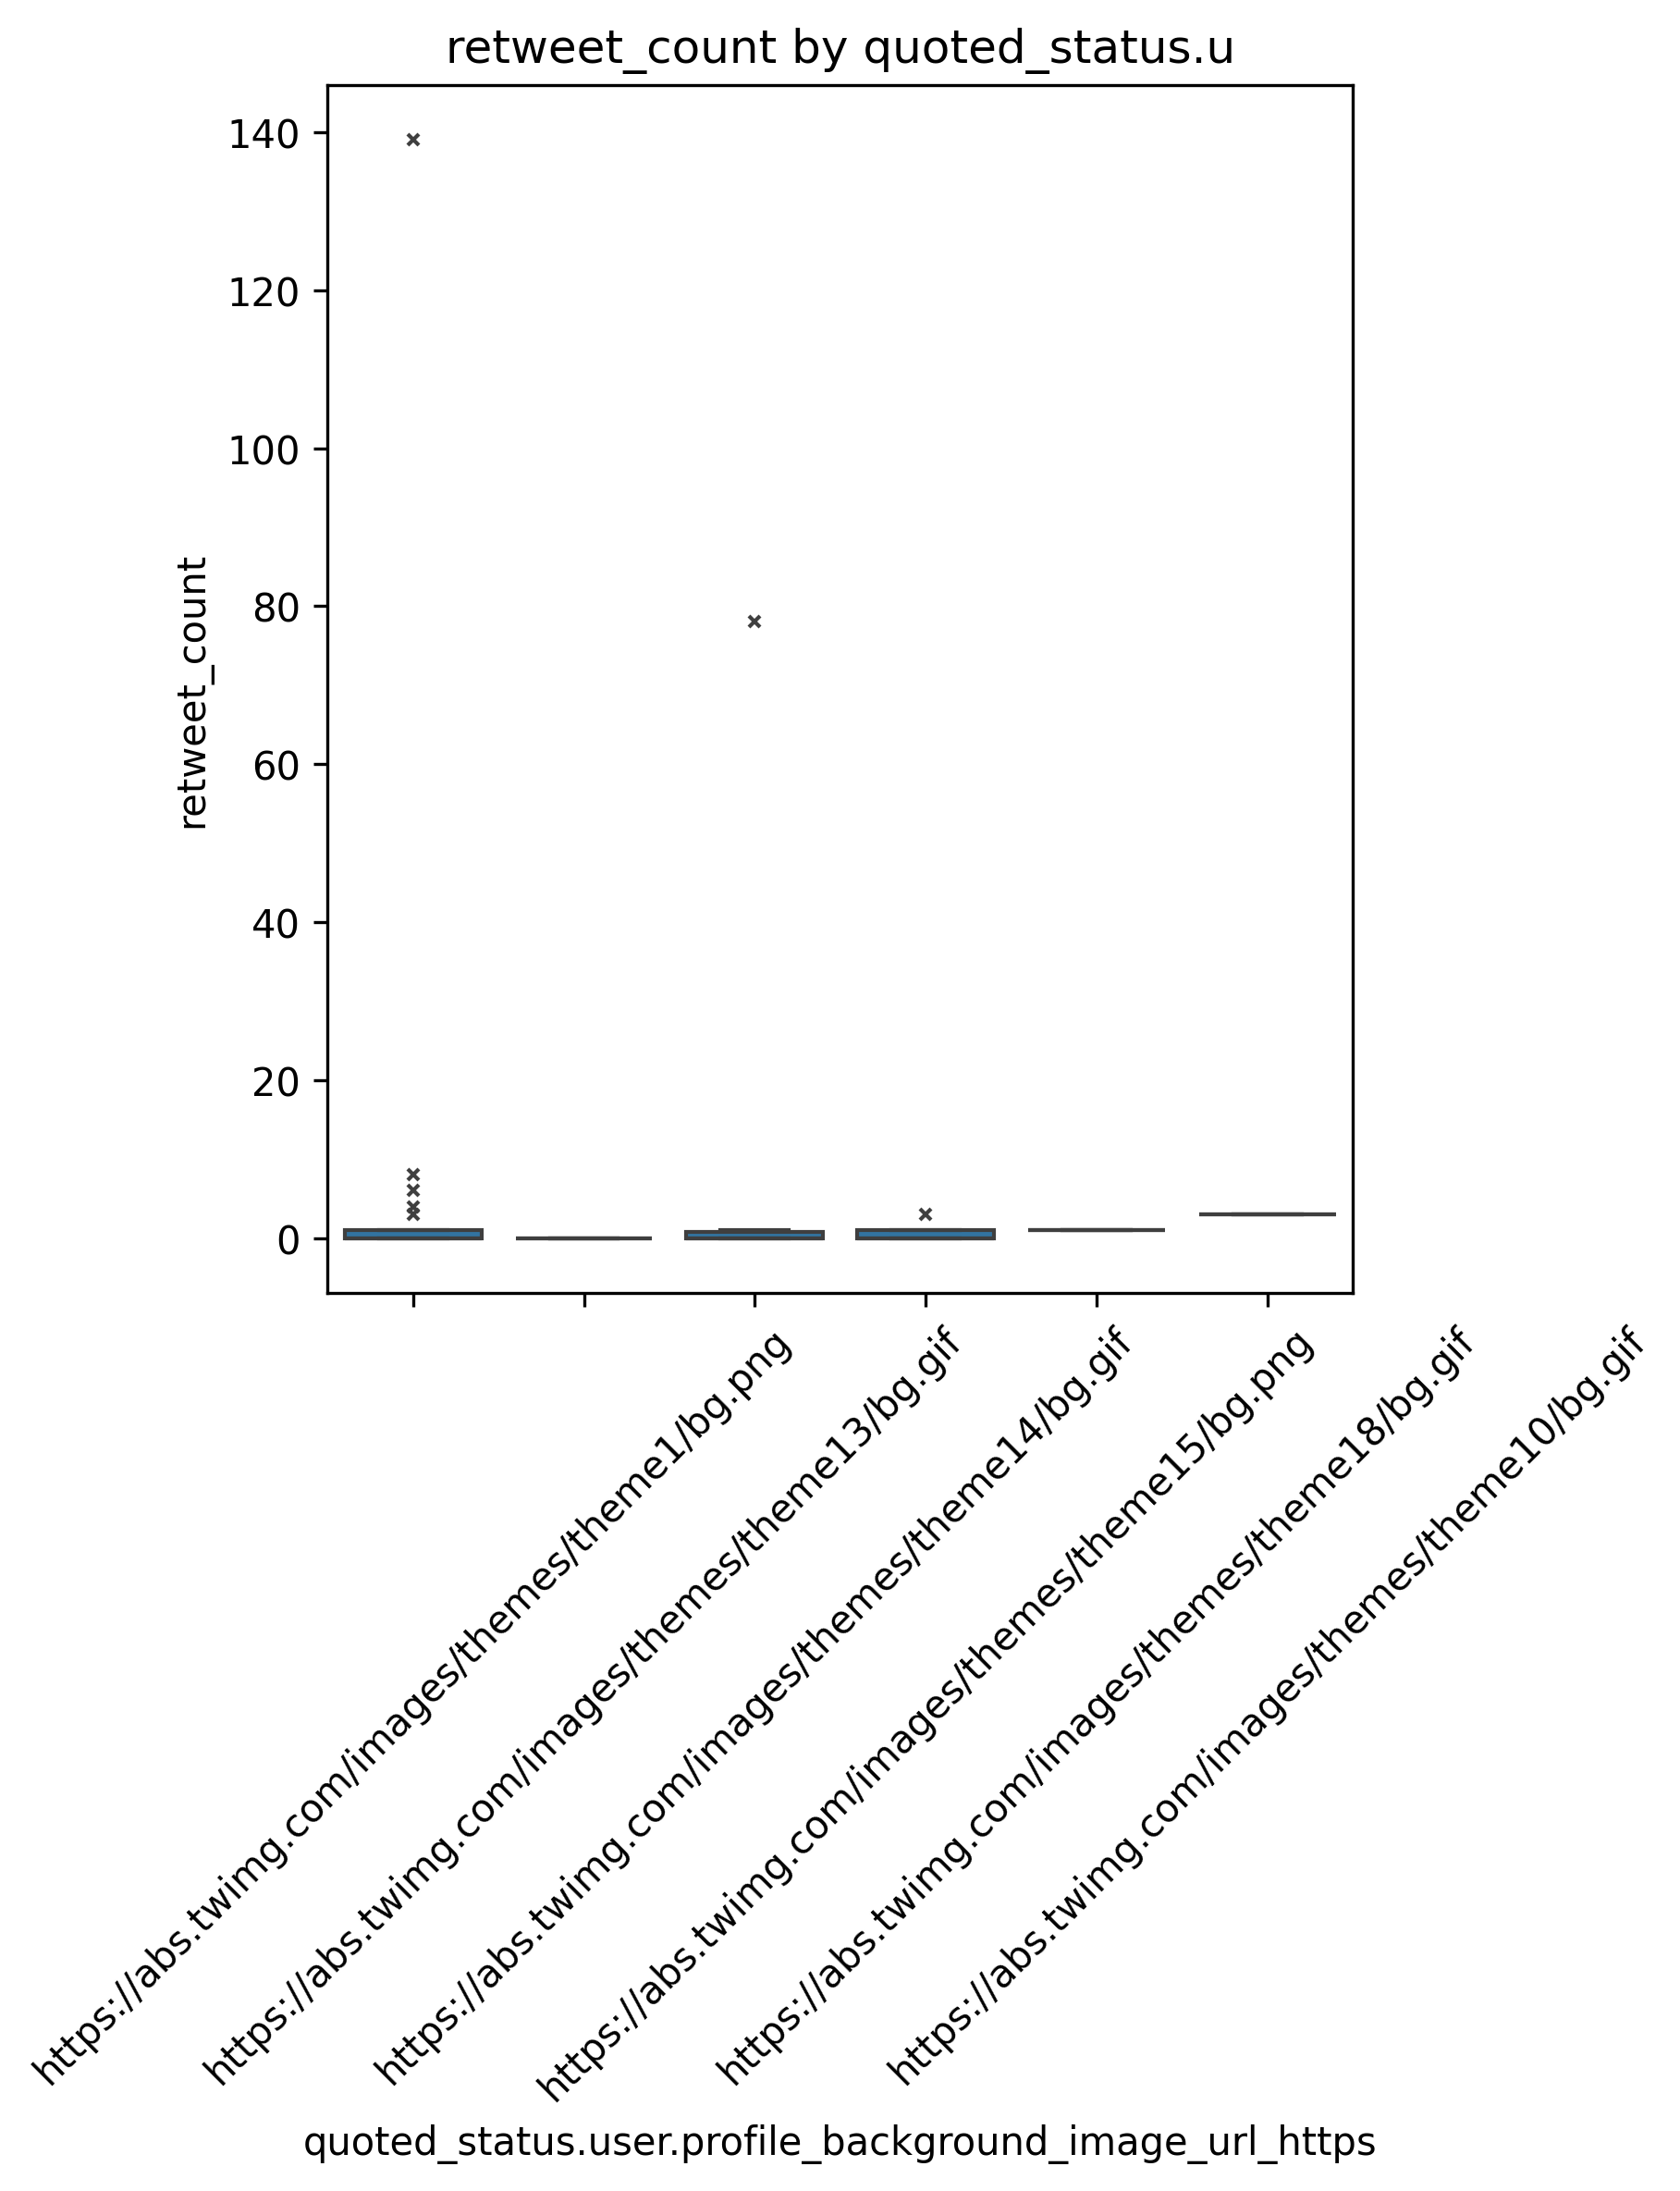 retweet_count by quoted_status.u
140
120
100
80
60
40
20
0
retweet_count
https://abs.twimg.com/images/themes/theme1/bg.png
https://abs.twimg.com/images/themes/theme13/bg.gif
https://abs.twimg.com/images/themes/theme14/bg.gif
https://abs.twimg.com/images/themes/theme15/bg.png
https://abs.twimg.com/images/themes/theme18/bg.gif
https://abs.twimg.com/images/themes/theme10/bg.gif
quoted_status.user.profile_background_image_url_https